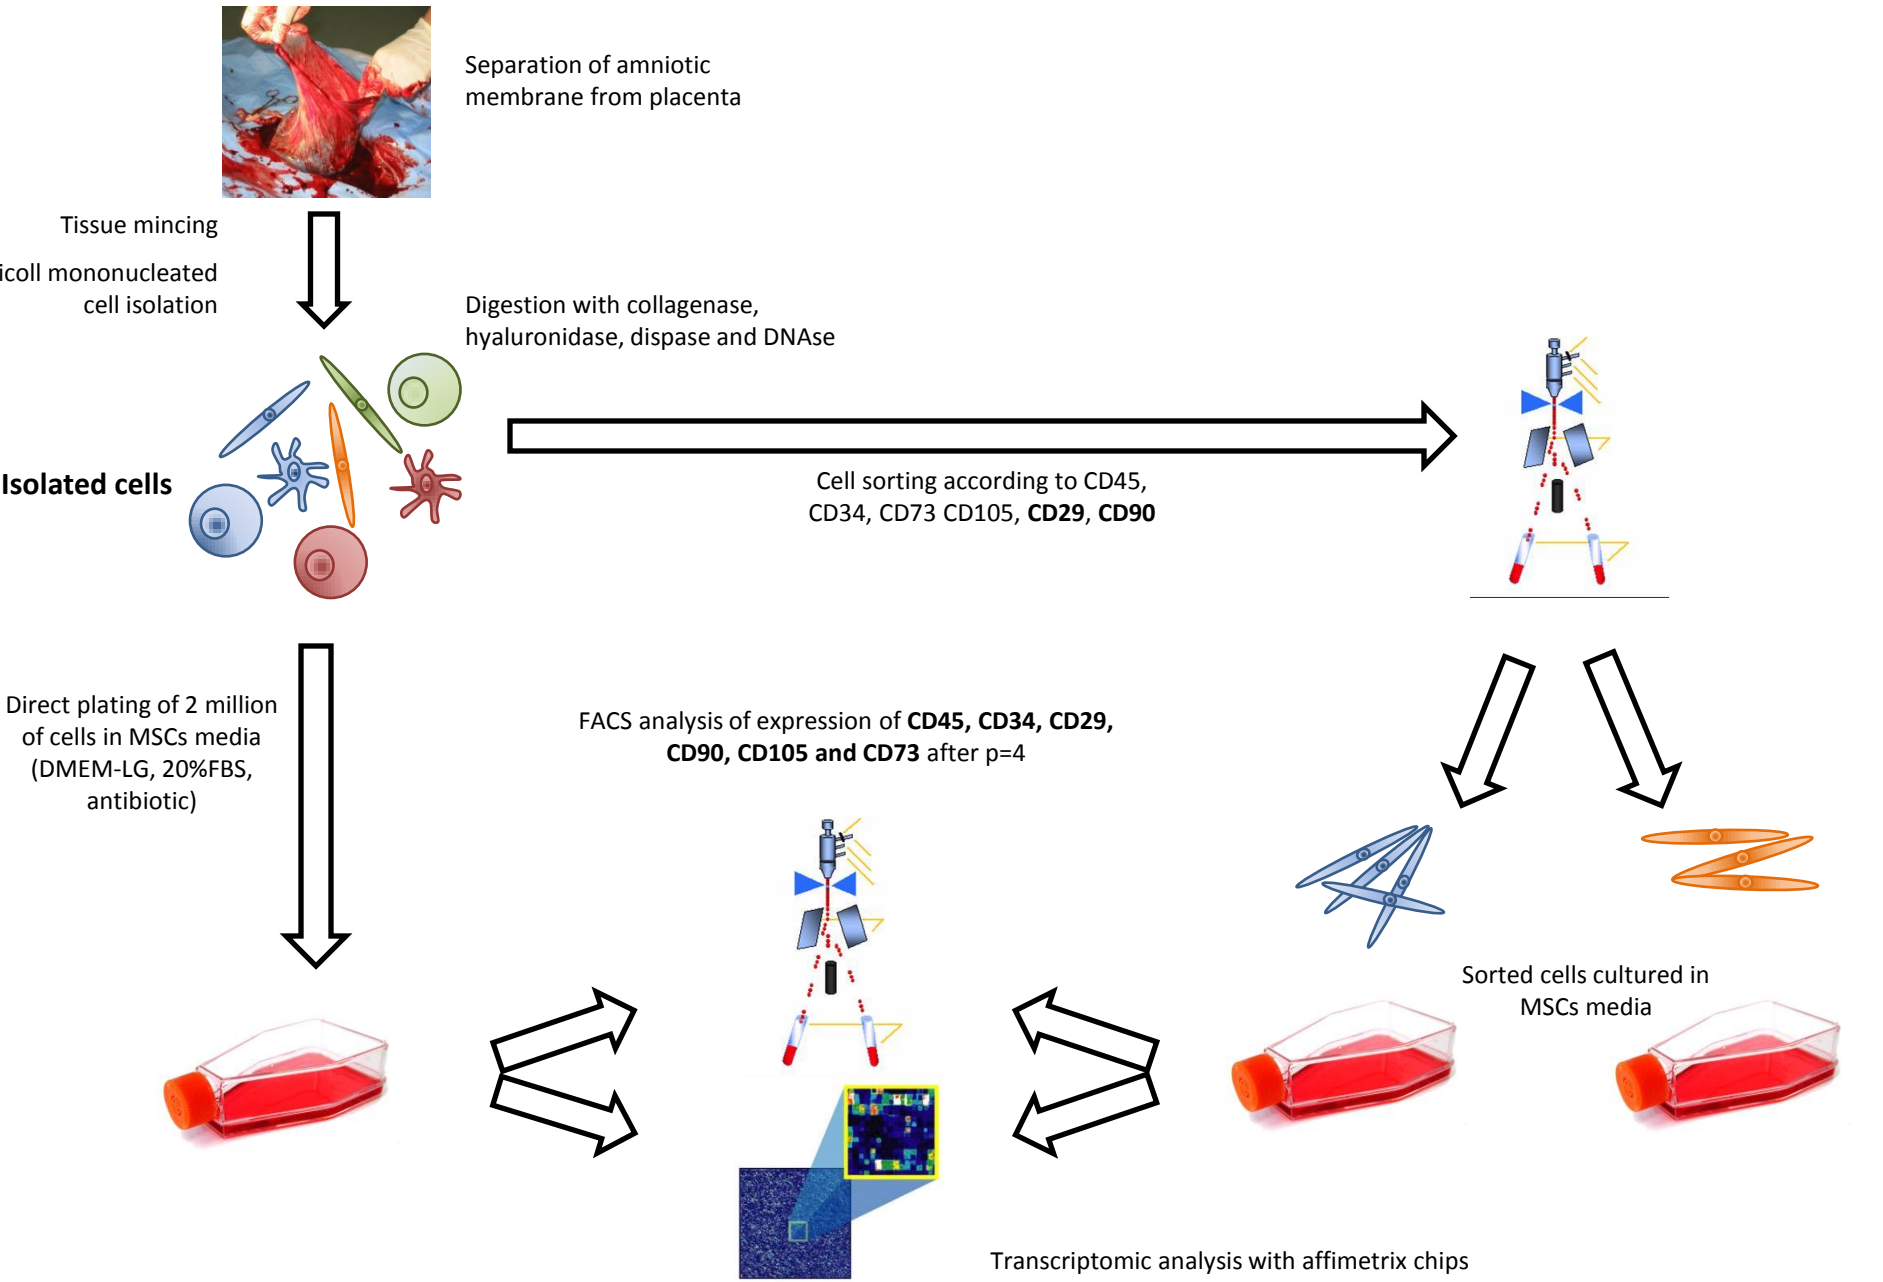 Separation of amniotic
membrane from placenta
Tissue mincing
icoll mononucleated
cell isolation
Digestion with collagenase,
hyaluronidase, dispase and DNAse
Isolated cells
Cell sorting according to CD45,
CD34, CD73 CD105, CD29, CD90
Direct plating of 2 million
of cells in MSCs media
(DMEM-LG, 20%FBS,
antibiotic)
FACS analysis of expression of CD45, CD34, CD29,
CD90, CD105 and CD73 after p=4
Sorted cells cultured in
MSCs media
Transcriptomic analysis with affimetrix chips